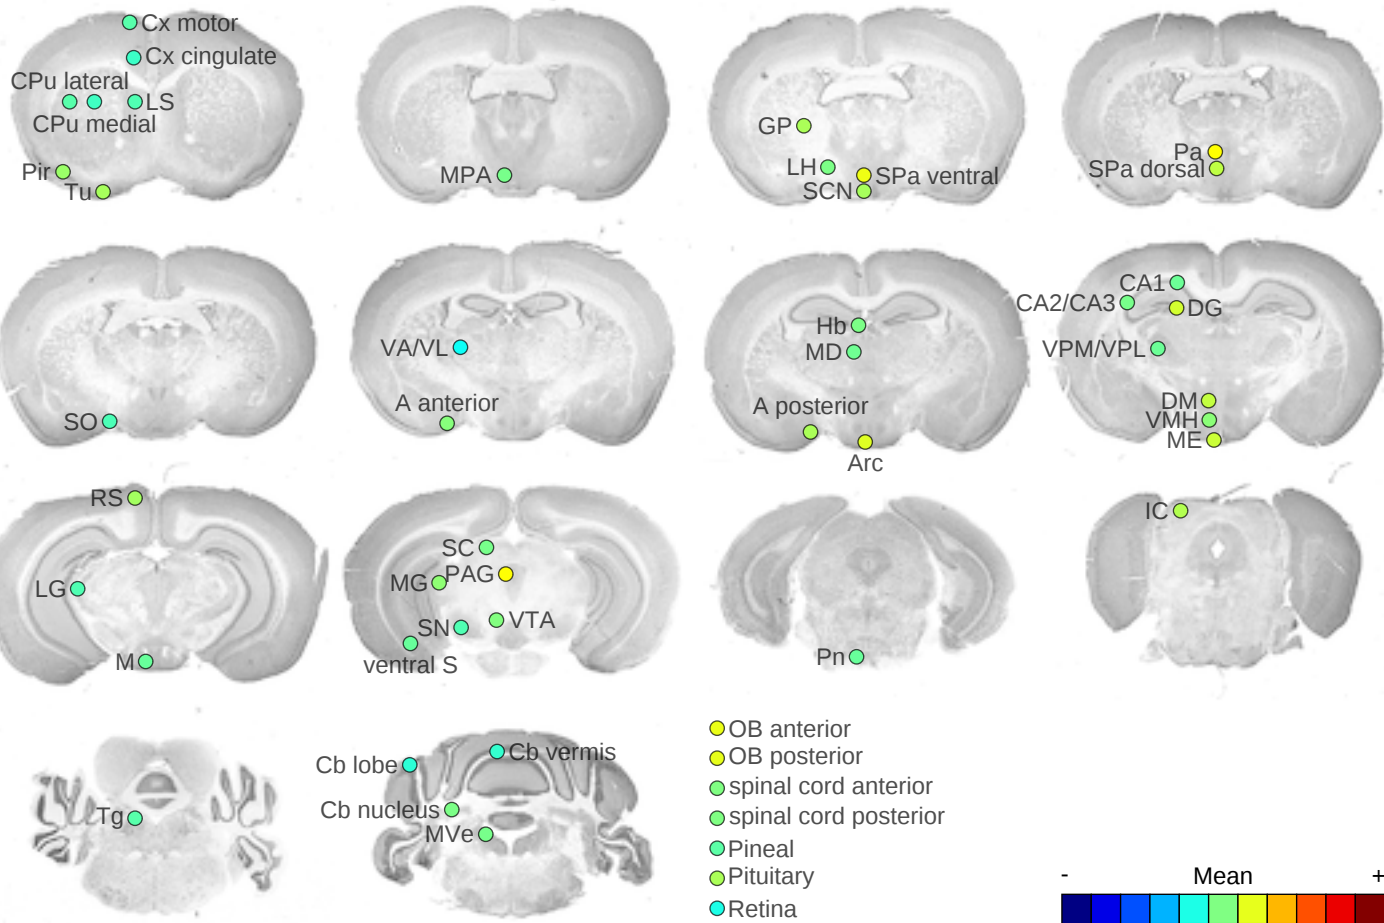 Cx motor
Cx cingulate
CPu lateral
LS
CPu medial
Pir
Tu
MPA
GP
LH
SPa ventral
SCN
Pa
SPa dorsal
SO
VA/VL
A anterior
Hb
MD
A posterior
Arc
CA1
CA2/CA3
DG
VPM/VPL
DM
VMH
ME
RS
LG
M
SC
MG
PAG
SN
VTA
ventral S
Pn
IC
Tg
Cb lobe
Cb vermis
Cb nucleus
MVe
OB anterior
OB posterior
spinal cord anterior
spinal cord posterior
Pineal
Pituitary
Retina
- Mean +